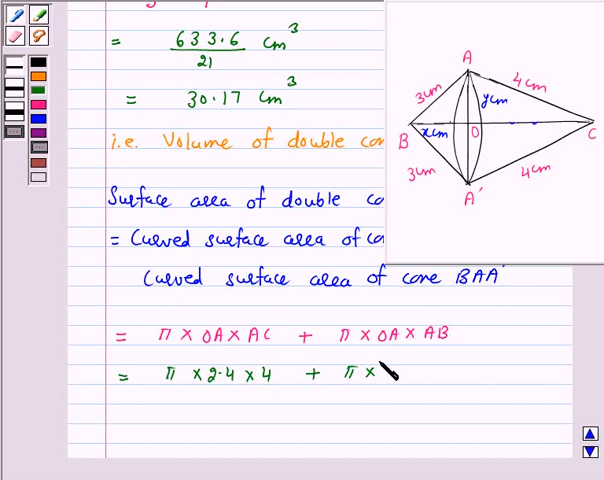 = 633.6 / 21 cm³
= 30.17 cm³
i.e. Volume of double
Surface area of double
= Curved surface area of
Curved surface area of cone BAA'
= π × OA × AC + π × OA × AB
= π × 2.4 × 4 + π ×
A
3cm
4cm
ycm
B
xcm
O
C
3cm
4cm
A'